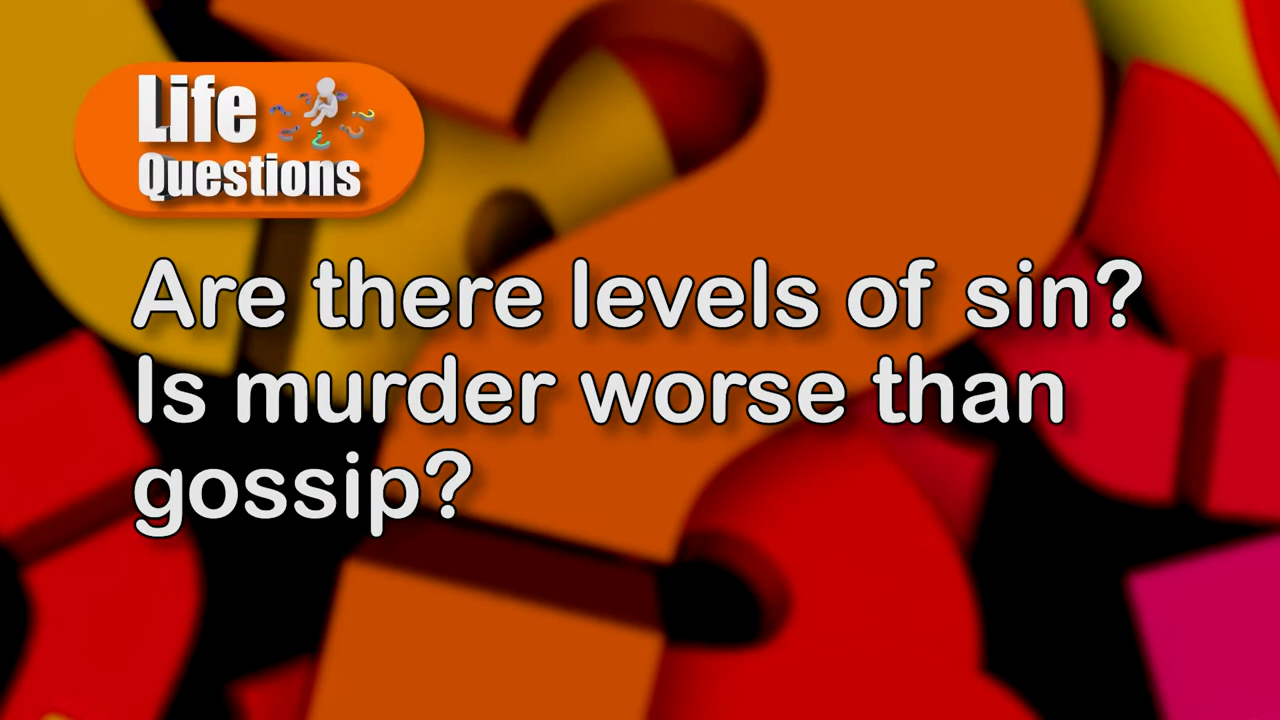 Life
Questions
Are there levels of sin?
Is murder worse than
gossip?